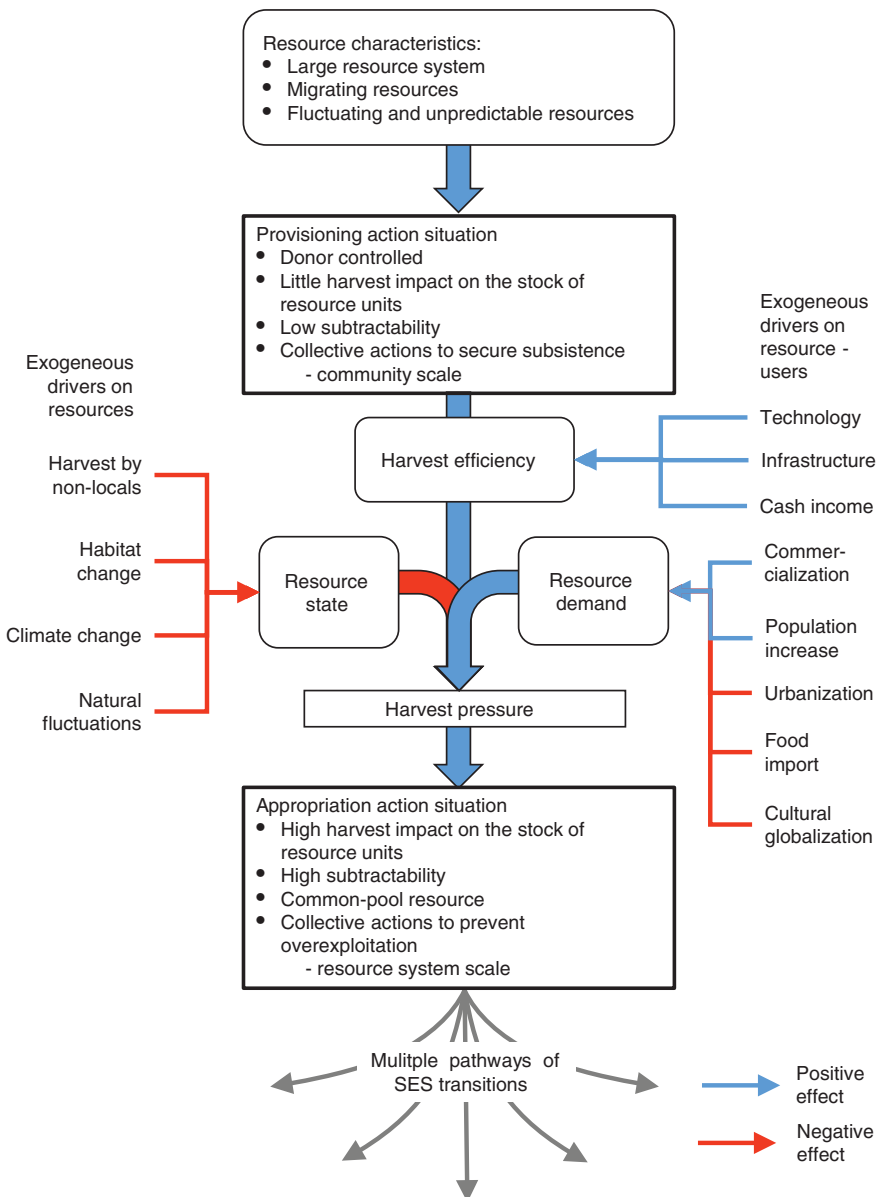 Resource characteristics:
• Large resource system
• Migrating resources
• Fluctuating and unpredictable resources
Provisioning action situation
• Donor controlled
• Little harvest impact on the stock of
resource units
• Low subtractability
• Collective actions to secure subsistence
- community scale
Exogeneous
drivers on
resources
Harvest by
non-locals
Habitat
change
Climate change
Natural
fluctuations
Exogeneous
drivers on
resource -
users
Technology
Infrastructure
Cash income
Commer-
cialization
Population
increase
Urbanization
Food
import
Cultural
globalization
Harvest efficiency
Resource
state
Resource
demand
Harvest pressure
Appropriation action situation
• High harvest impact on the stock of
resource units
• High subtractability
• Common-pool resource
• Collective actions to prevent
overexploitation
- resource system scale
Mulitple pathways of
SES transitions
Positive
effect
Negative
effect